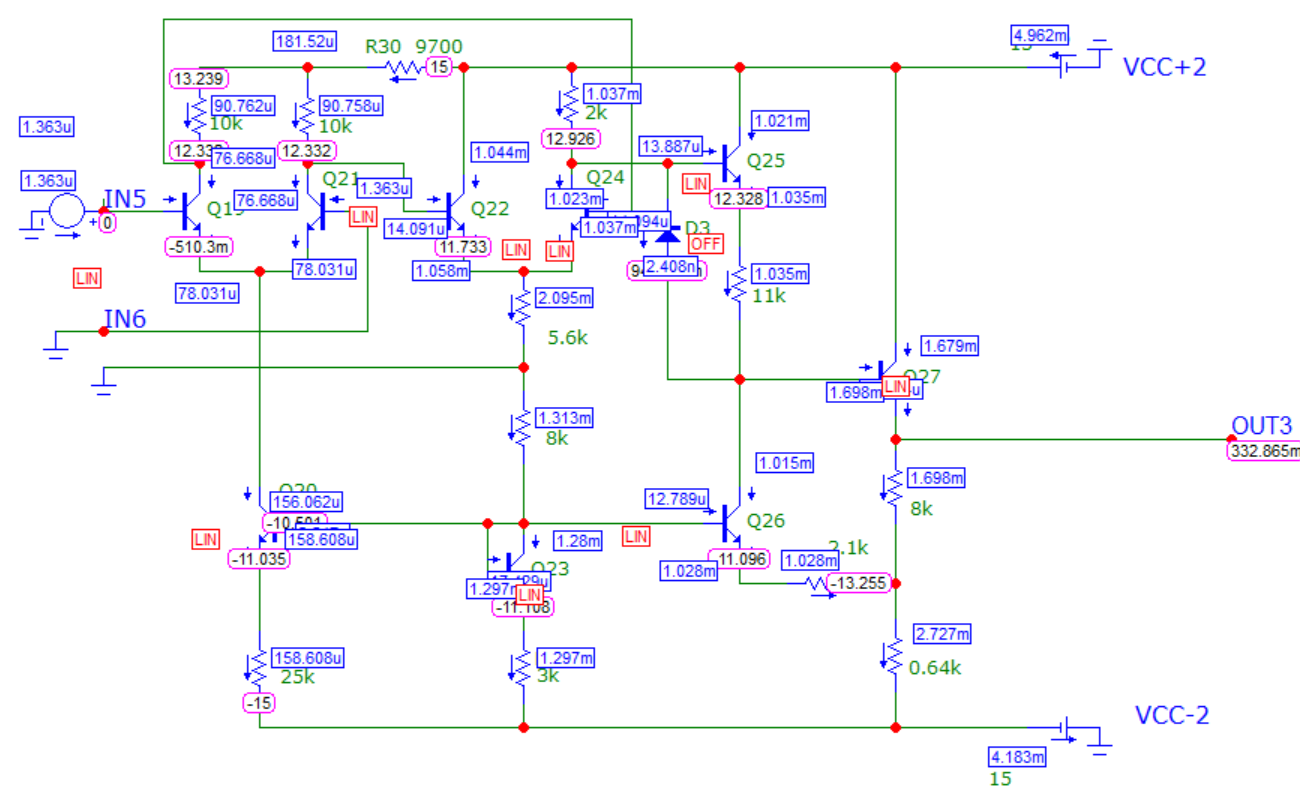 181.52u
R30 9700
15
4.962m
VCC+2
13.239
90.762u
90.758u
1.037m
10k
10k
2k
1.021m
1.363u
12.332
12.926
13.887u
76.668u
1.044m
Q25
1.363u
IN5
Q21
1.363u
Q24
LIN
76.668u
1.023m
12.328
1.035m
+
0
Q19
LIN
Q22
14.091u
1.037m
D3
-510.3m
11.733
LIN
LIN
OFF
78.031u
1.058m
2.408n
1.035m
LIN
78.031u
2.095m
11k
IN6
5.6k
1.679m
Q27
1.698m
LIN
1.313m
8k
OUT3
332.865m
1.015m
1.698m
Q20
156.062u
12.789u
8k
-10.501
Q26
LIN
158.608u
1.28m
LIN
2.1k
-11.035
-11.096
1.028m
Q23
1.028m
-13.255
1.297m
LIN
-11.108
2.727m
158.608u
1.297m
0.64k
25k
3k
-15
VCC-2
4.183m
15